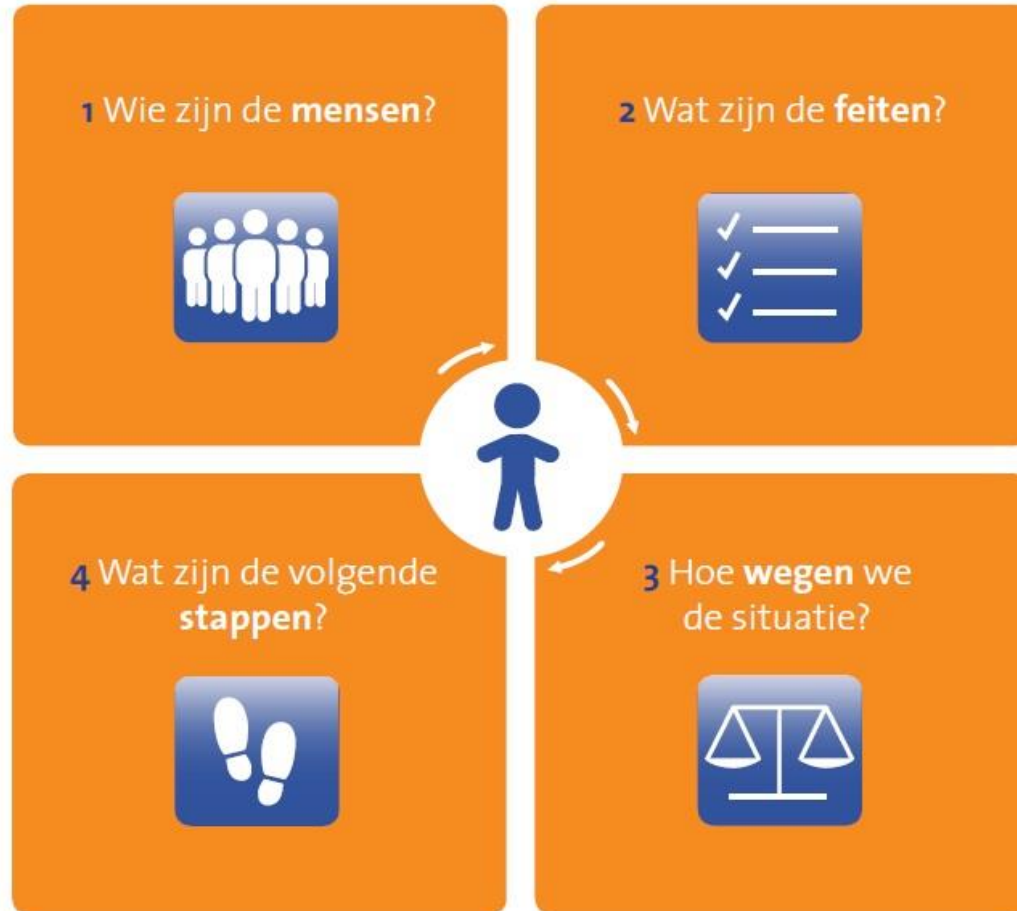 1 Wie zijn de mensen?
2 Wat zijn de feiten?
3 Hoe wegen we
de situatie?
4 Wat zijn de volgende
stappen?